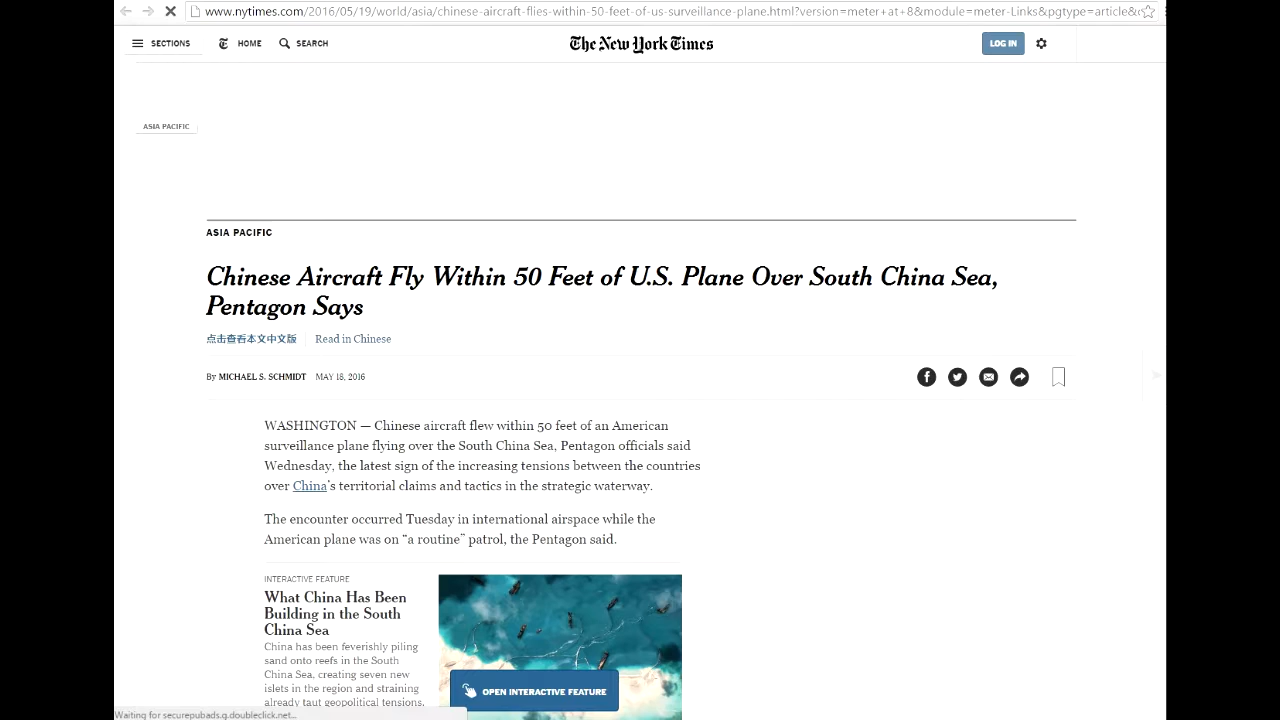 www.nytimes.com/2016/05/19/world/asia/chinese-aircraft-flies-within-50-feet-of-us-surveillance-plane.html?version=meter+at+8&module=meter-Links&pgtype=article&
SECTIONS HOME SEARCH The New York Times LOG IN
ASIA PACIFIC
ASIA PACIFIC
Chinese Aircraft Fly Within 50 Feet of U.S. Plane Over South China Sea,
Pentagon Says
点击查看本文中文版 Read in Chinese
By MICHAEL S. SCHMIDT MAY 18, 2016
WASHINGTON — Chinese aircraft flew within 50 feet of an American
surveillance plane flying over the South China Sea, Pentagon officials said
Wednesday, the latest sign of the increasing tensions between the countries
over China's territorial claims and tactics in the strategic waterway.
The encounter occurred Tuesday in international airspace while the
American plane was on “a routine” patrol, the Pentagon said.
INTERACTIVE FEATURE
What China Has Been
Building in the South
China Sea
China has been feverishly piling
sand onto reefs in the South
China Sea, creating seven new
islets in the region and straining
already taut geopolitical tensions.
OPEN INTERACTIVE FEATURE
Waiting for securepubads.g.doubleclick.net...